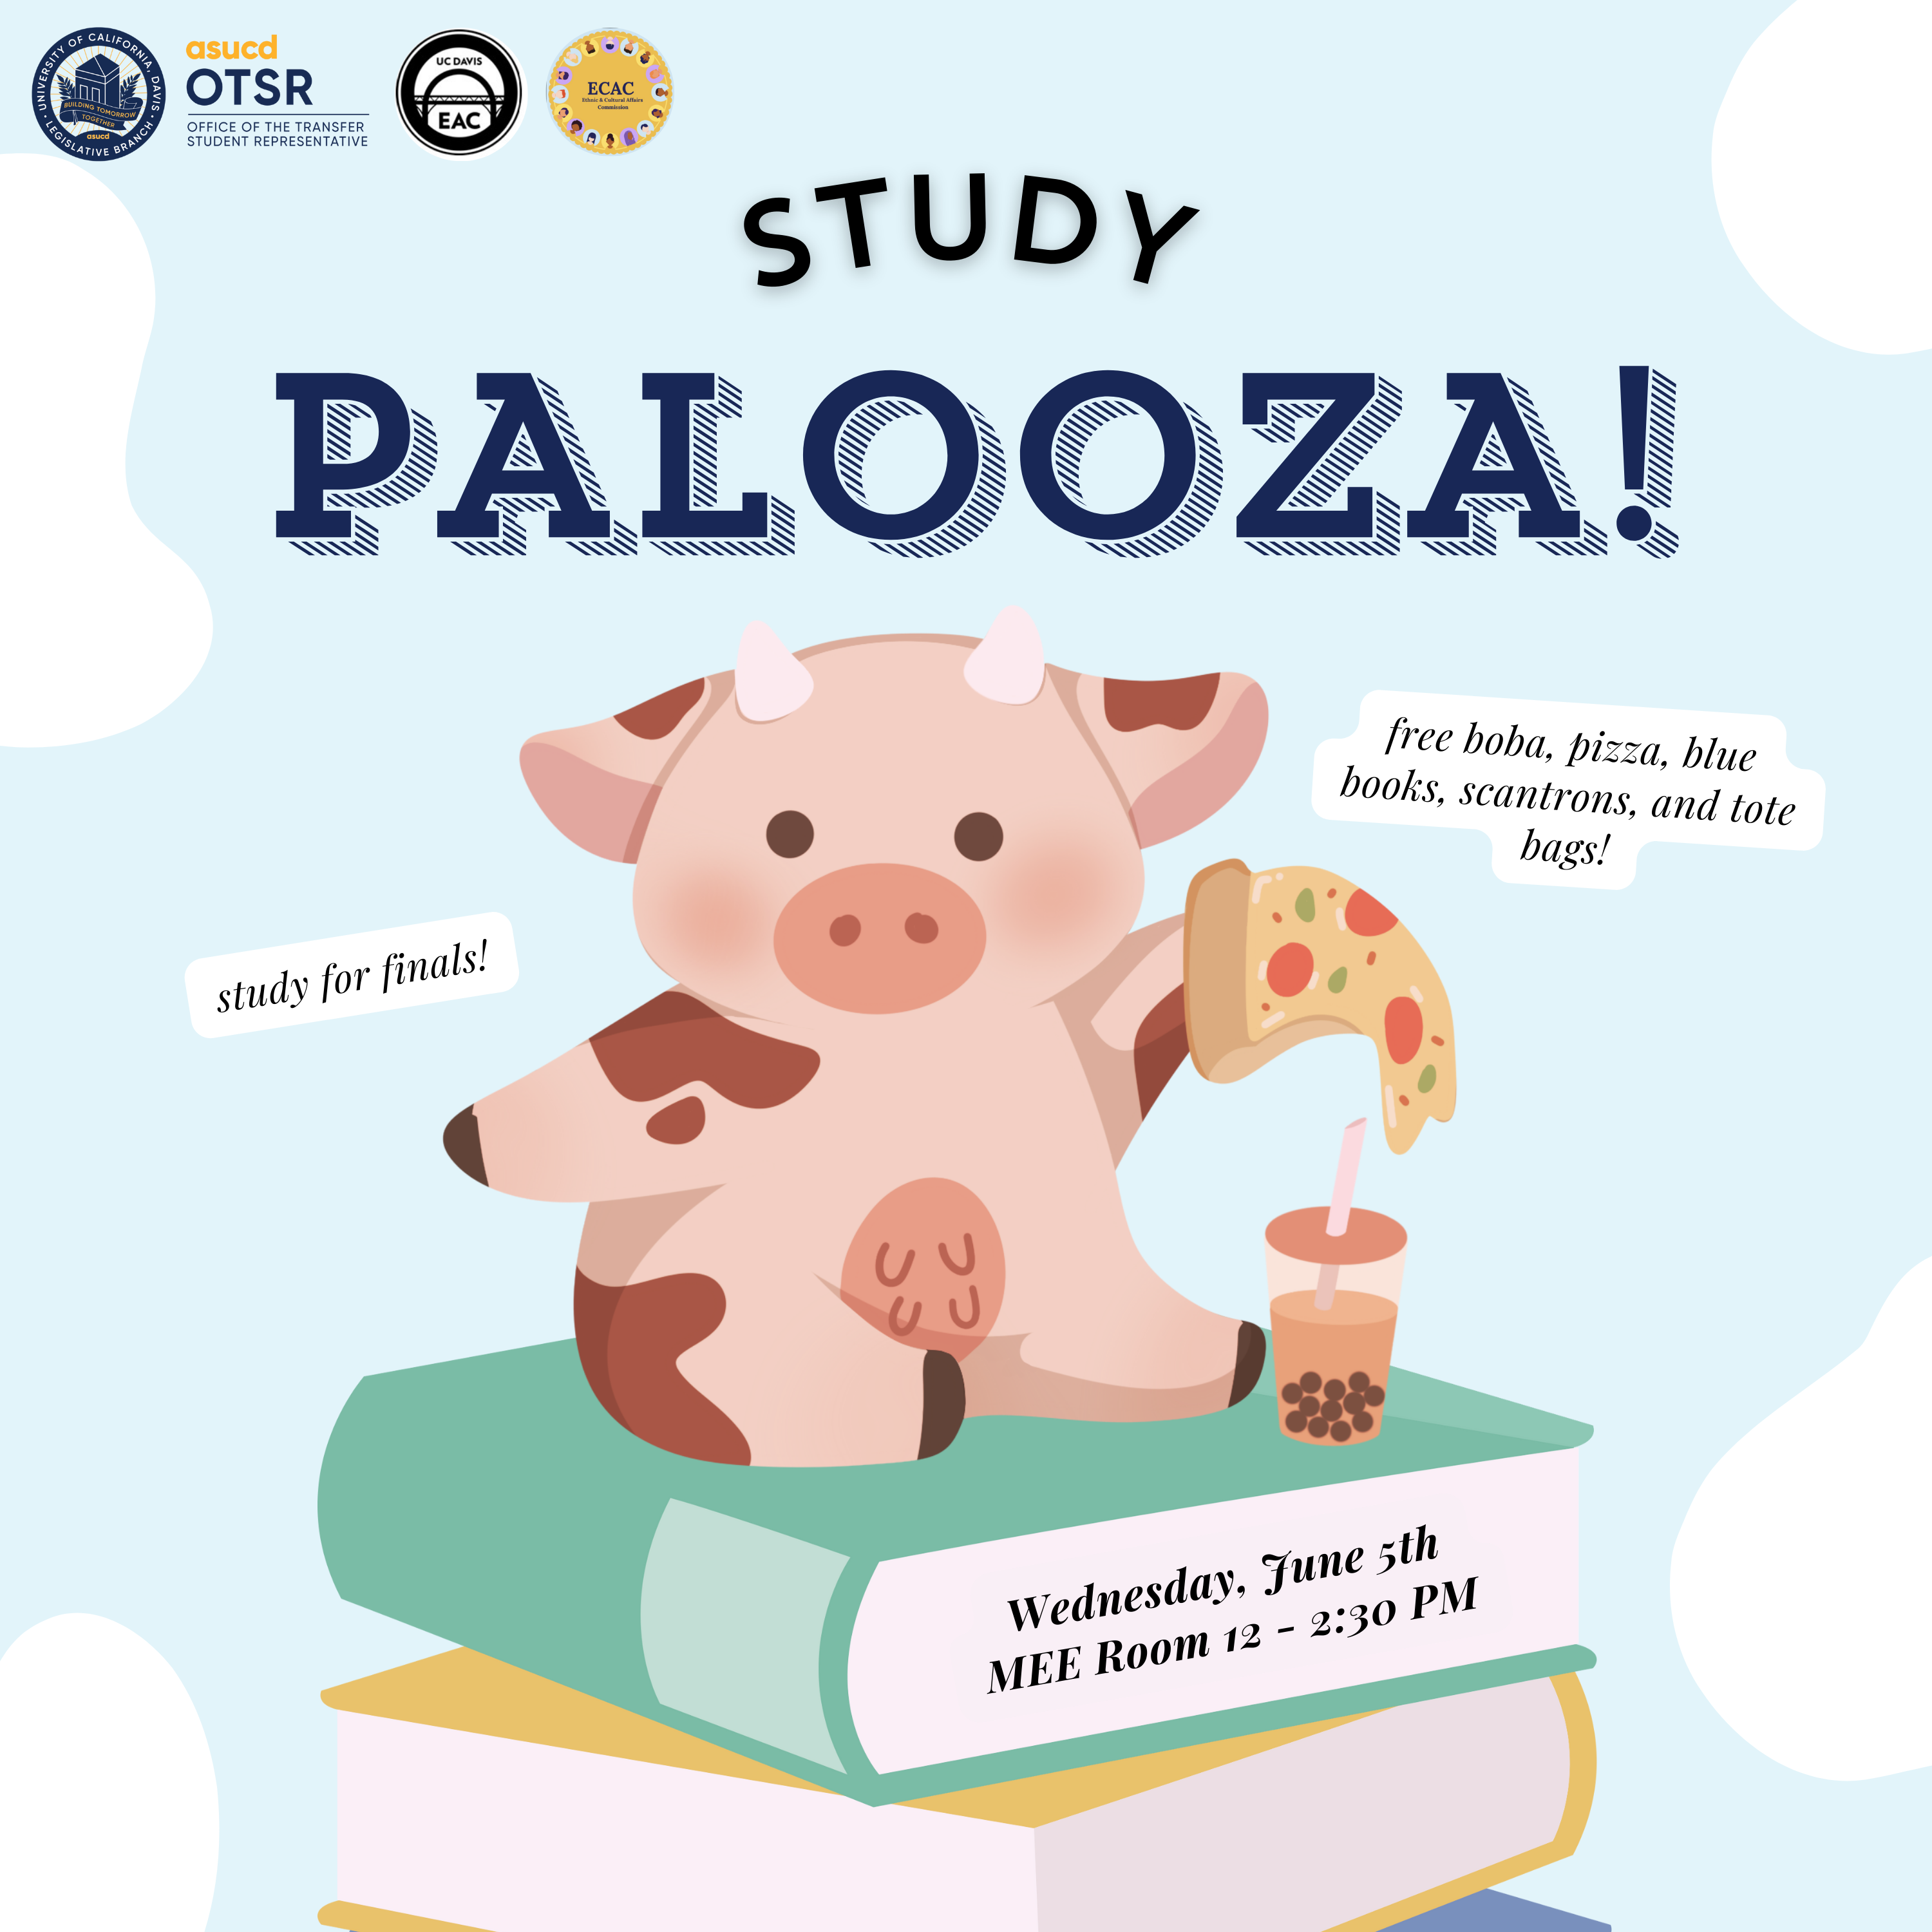 UNIVERSITY OF CALIFORNIA, DAVIS
BUILDING TOMORROW
TOGETHER
asucd
LEGISLATIVE BRANCH
asucd
OTSR
OFFICE OF THE TRANSFER
STUDENT REPRESENTATIVE
UC DAVIS
EAC
ECAC
Ethnic & Cultural Affairs
Commission
STUDY
PALOOZA!
free boba, pizza, blue
books, scantrons, and tote
bags!
study for finals!
Wednesday, June 5th
MEE Room 12 - 2:30 PM